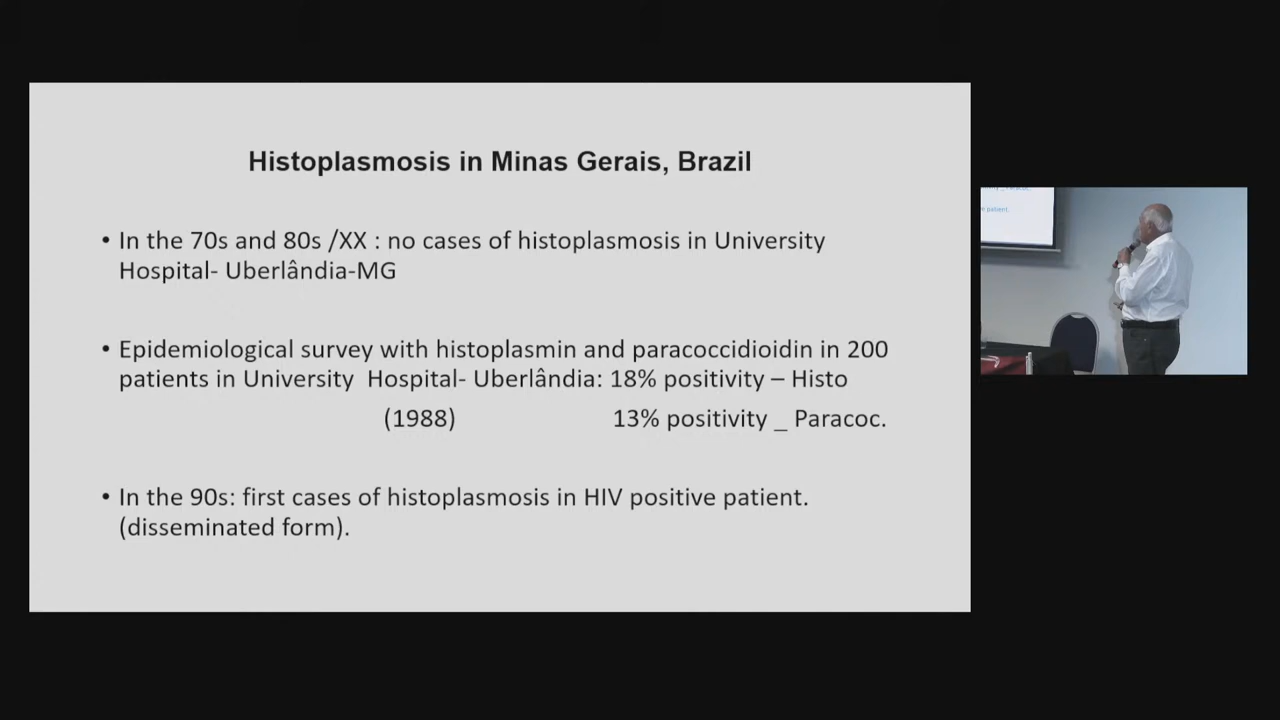 Histoplasmosis in Minas Gerais, Brazil
• In the 70s and 80s /XX : no cases of histoplasmosis in University
Hospital- Uberlândia-MG
• Epidemiological survey with histoplasmin and paracoccidioidin in 200
patients in University Hospital- Uberlândia: 18% positivity – Histo
(1988) 13% positivity _ Paracoc.
• In the 90s: first cases of histoplasmosis in HIV positive patient.
(disseminated form).
patient.